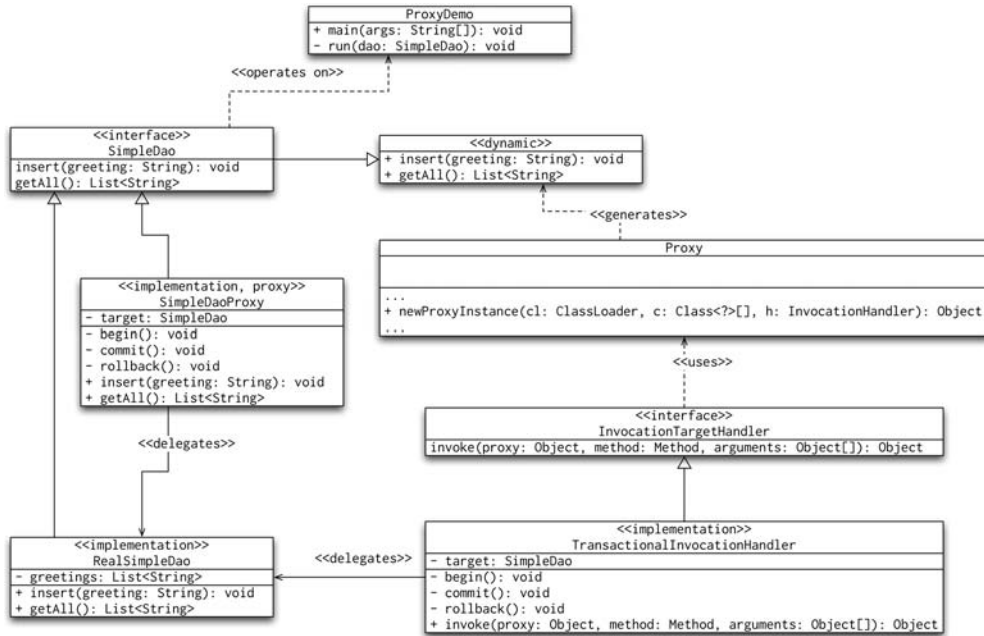 ProxyDemo
+ main(args: String[]): void
- run(dao: SimpleDao): void
<<operates on>>
<<interface>>
SimpleDao
insert(greeting: String): void
getAll(): List<String>
<<dynamic>>
+ insert(greeting: String): void
+ getAll(): List<String>
<<generates>>
Proxy
...
+ newProxyInstance(cl: ClassLoader, c: Class<?>[], h: InvocationHandler): Object
...
<<implementation, proxy>>
SimpleDaoProxy
- target: SimpleDao
- begin(): void
- commit(): void
- rollback(): void
+ insert(greeting: String): void
+ getAll(): List<String>
<<uses>>
<<interface>>
InvocationTargetHandler
invoke(proxy: Object, method: Method, arguments: Object[]): Object
<<delegates>>
<<implementation>>
RealSimpleDao
- greetings: List<String>
+ insert(greeting: String): void
+ getAll(): List<String>
<<delegates>>
<<implementation>>
TransactionalInvocationHandler
- target: SimpleDao
- begin(): void
- commit(): void
- rollback(): void
+ invoke(proxy: Object, method: Method, arguments: Object[]): Object